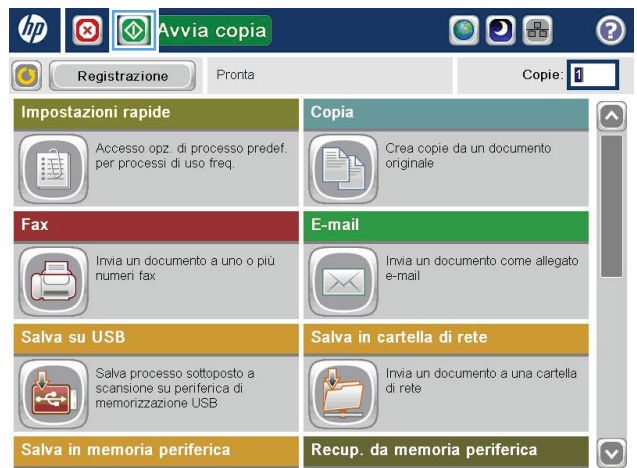 hp
Avvia copia
?
Registrazione
Pronta
Copie: 1
Impostazioni rapide
Accesso opz. di processo predef.
per processi di uso freq.
Copia
Crea copie da un documento
originale
Fax
Invia un documento a uno o più
numeri fax
E-mail
Invia un documento come allegato
e-mail
Salva su USB
Salva processo sottoposto a
scansione su periferica di
memorizzazione USB
Salva in cartella di rete
Invia un documento a una cartella
di rete
Salva in memoria periferica
Recup. da memoria periferica